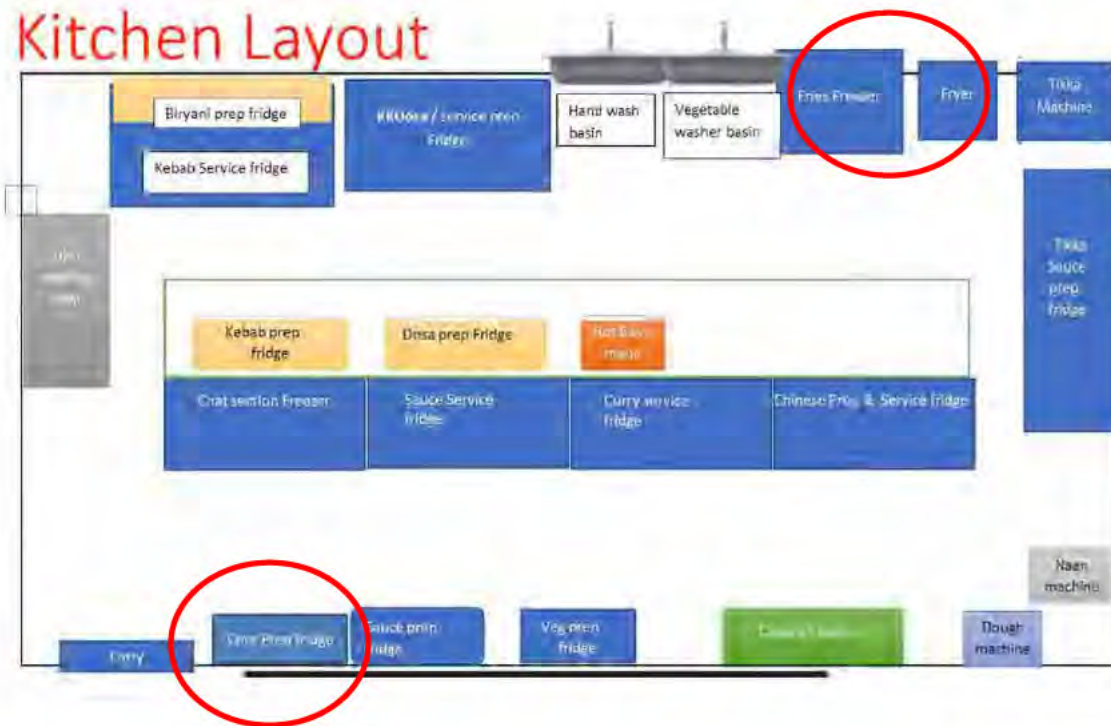 Kitchen Layout
Biryani prep fridge
Kebab Service fridge
service prep
Fridge
Hand wash
basin
Vegetable
washer basin
Fries Freezer
Fryer
Tikka
Machine
Tikka
Sauce
prep
fridge
Kebab prep
fridge
Dosa prep Fridge
Chat section Freezer
Sauce Service
fridge
Curry service
fridge
Chinese Prep & Service fridge
Naan
machine
Prep fridge
Sauce prep
fridge
Veg prep
fridge
Dough
machine
Curry